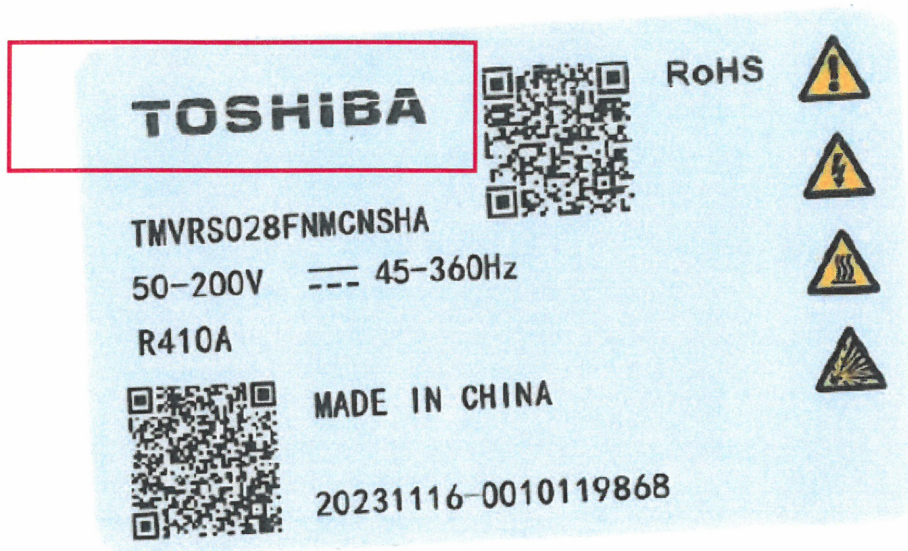 TOSHIBA
RoHS
TMVRS028FNMCNSHA
50-200V 45-360Hz
R410A
MADE IN CHINA
20231116-0010119868